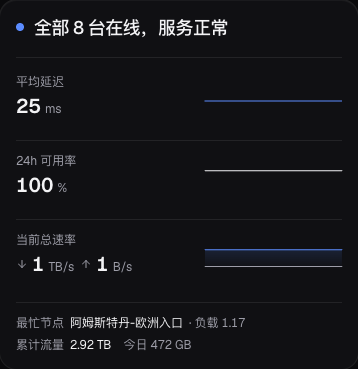 全部 8 台在线，服务正常
平均延迟
25 ms
24h 可用率
100 %
当前总速率
↓ 1 TB/s ↑ 1 B/s
最忙节点 阿姆斯特丹-欧洲入口 · 负载 1.17
累计流量 2.92 TB 今日 472 GB